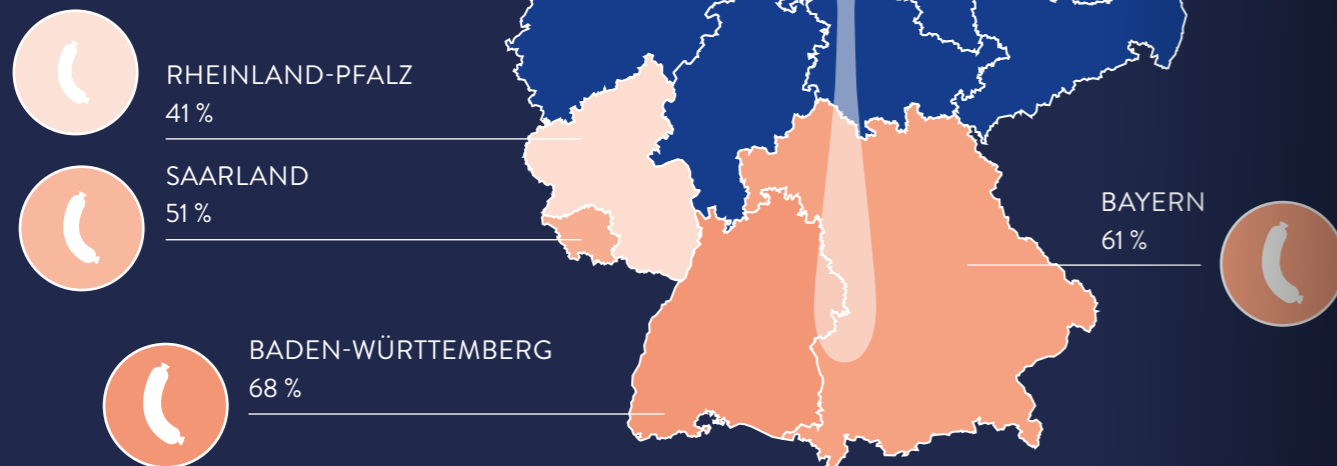 RHEINLAND-PFALZ
41 %
SAARLAND
51 %
BAYERN
61 %
BADEN-WÜRTTEMBERG
68 %